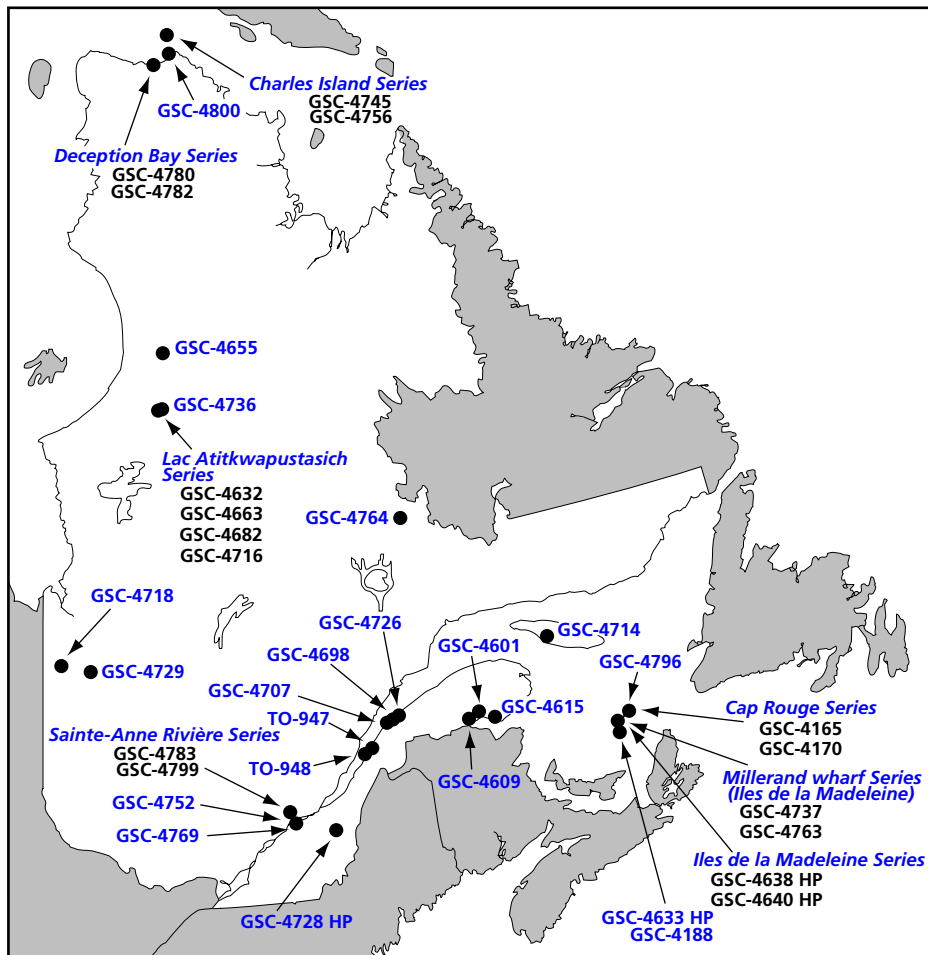 Charles Island Series
GSC-4745
GSC-4756
GSC-4800
Deception Bay Series
GSC-4780
GSC-4782
GSC-4655
GSC-4736
Lac Atitkwapustasich
Series
GSC-4632
GSC-4663
GSC-4682
GSC-4716
GSC-4764
GSC-4718
GSC-4729
GSC-4726
GSC-4698
GSC-4707
TO-947
TO-948
GSC-4601
GSC-4714
GSC-4615
GSC-4609
GSC-4796
Sainte-Anne Rivière Series
GSC-4783
GSC-4799
GSC-4752
GSC-4769
GSC-4728 HP
Cap Rouge Series
GSC-4165
GSC-4170
Millerand wharf Series
(Iles de la Madeleine)
GSC-4737
GSC-4763
Iles de la Madeleine Series
GSC-4638 HP
GSC-4640 HP
GSC-4633 HP
GSC-4188